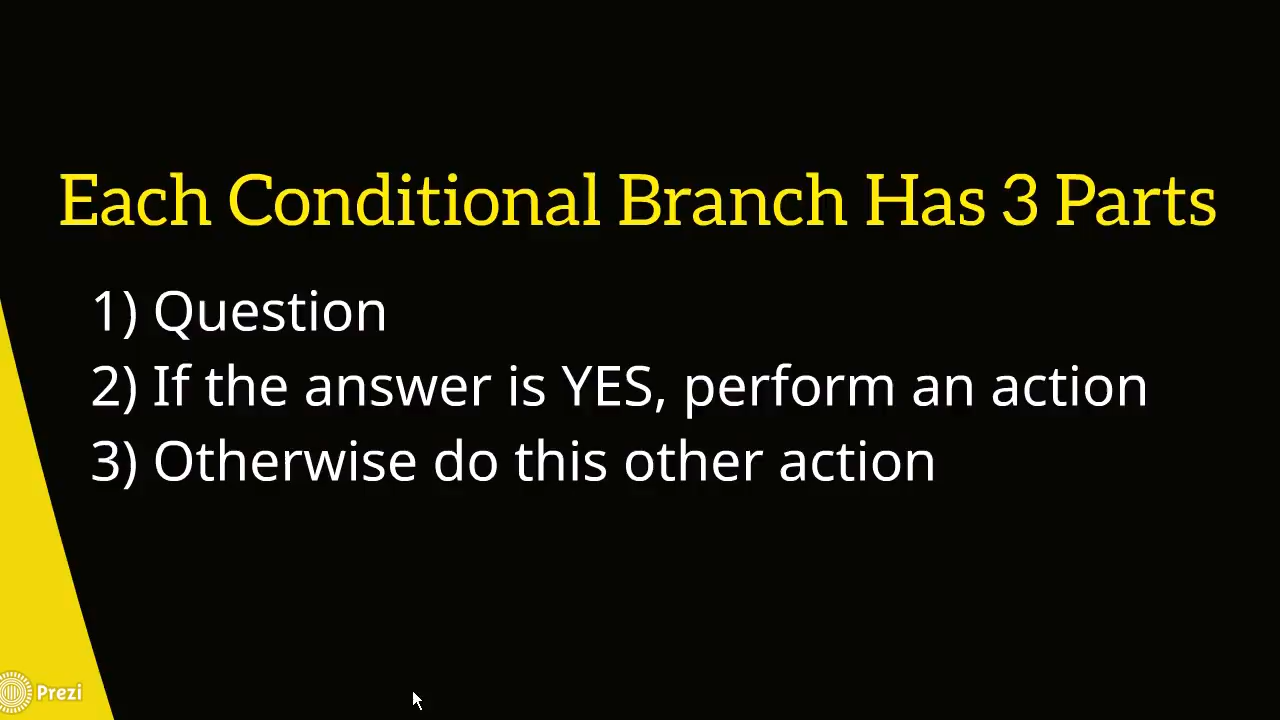 Each Conditional Branch Has 3 Parts
1) Question
2) If the answer is YES, perform an action
3) Otherwise do this other action
Prezi